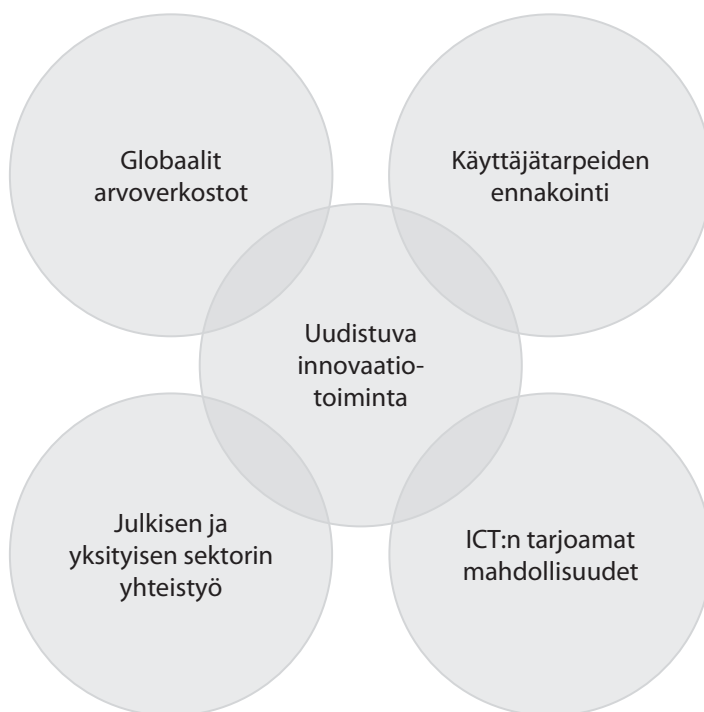 Globaalit
arvoverkostot
Käyttäjätarpeiden
ennakointi
Uudistuva
innovaatio-
toiminta
Julkisen ja
yksityisen sektorin
yhteistyö
ICT:n tarjoamat
mahdollisuudet